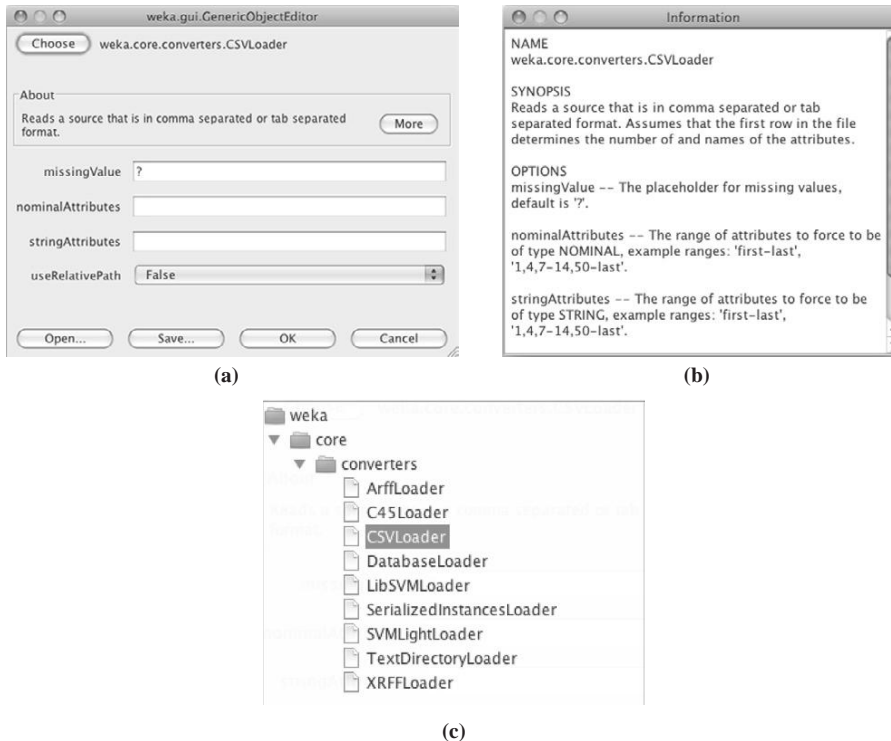 weka.gui.GenericObjectEditor
Choose weka.core.converters.CSVLoader
About
Reads a source that is in comma separated or tab separated
format.
More
missingValue ?
nominalAttributes
stringAttributes
useRelativePath False
Open... Save... OK Cancel
(a)
Information
NAME
weka.core.converters.CSVLoader
SYNOPSIS
Reads a source that is in comma separated or tab
separated format. Assumes that the first row in the file
determines the number of and names of the attributes.
OPTIONS
missingValue -- The placeholder for missing values,
default is '?'.
nominalAttributes -- The range of attributes to force to be
of type NOMINAL, example ranges: 'first-last',
'1,4,7-14,50-last'.
stringAttributes -- The range of attributes to force to be
of type STRING, example ranges: 'first-last',
'1,4,7-14,50-last'.
(b)
weka
core
converters
ArffLoader
C45Loader
CSVLoader
DatabaseLoader
LibSVMLoader
SerializedInstancesLoader
SVMLightLoader
TextDirectoryLoader
XRFFLoader
(c)